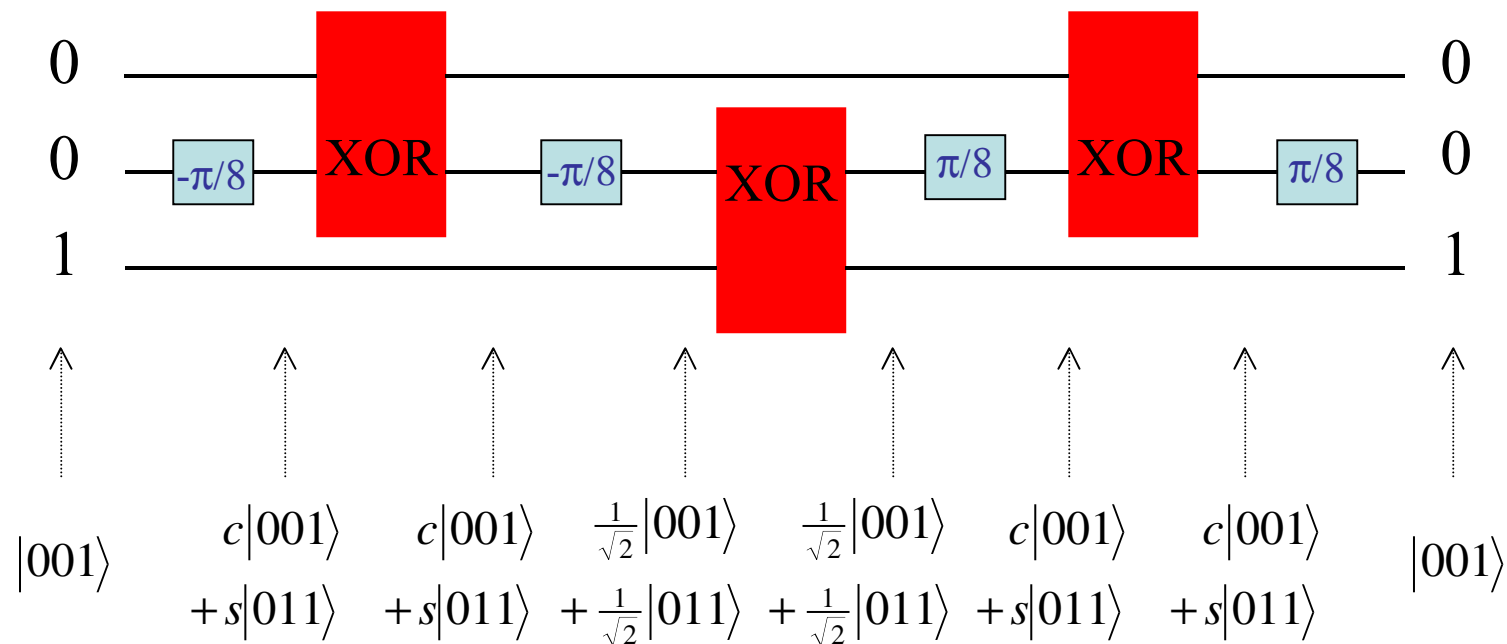 0 0
XOR XOR
0 -π/8 -π/8 XOR π/8 π/8 0
1 1
c|001⟩ c|001⟩ 1/√2|001⟩ 1/√2|001⟩ c|001⟩ c|001⟩
|001⟩ |001⟩
+s|011⟩ +s|011⟩ +1/√2|011⟩ +1/√2|011⟩ +s|011⟩ +s|011⟩